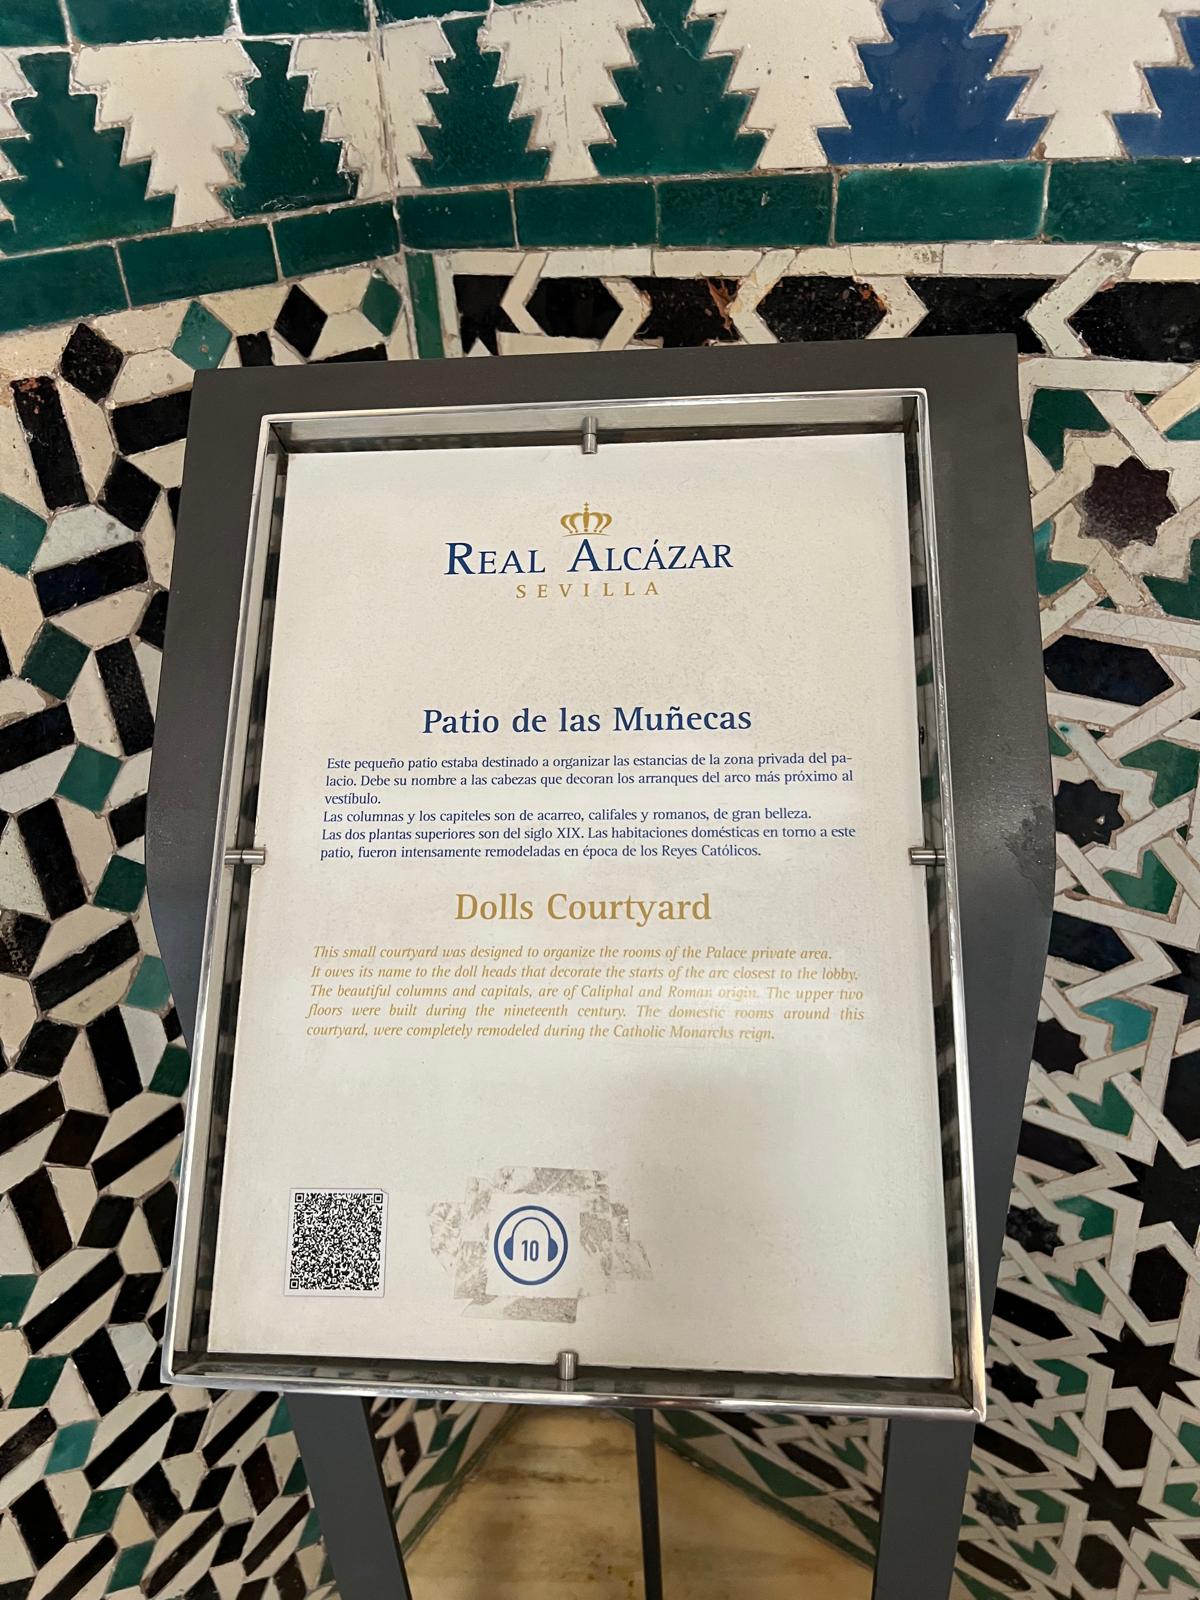 REAL ALCÁZAR
SEVILLA
Patio de las Muñecas
Este pequeño patio estaba destinado a organizar las estancias de la zona privada del pa-
lacio. Debe su nombre a las cabezas que decoran los arranques del arco más próximo al
vestíbulo.
Las columnas y los capiteles son de acarreo, califales y romanos, de gran belleza.
Las dos plantas superiores son del siglo XIX. Las habitaciones domésticas en torno a este
patio, fueron intensamente remodeladas en época de los Reyes Católicos.
Dolls Courtyard
This small courtyard was designed to organize the rooms of the Palace private area.
It owes its name to the doll heads that decorate the starts of the arc closest to the lobby.
The beautiful columns and capitals, are of Caliphal and Roman origin. The upper two
floors were built during the nineteenth century. The domestic rooms around this
courtyard, were completely remodeled during the Catholic Monarchs reign.
10